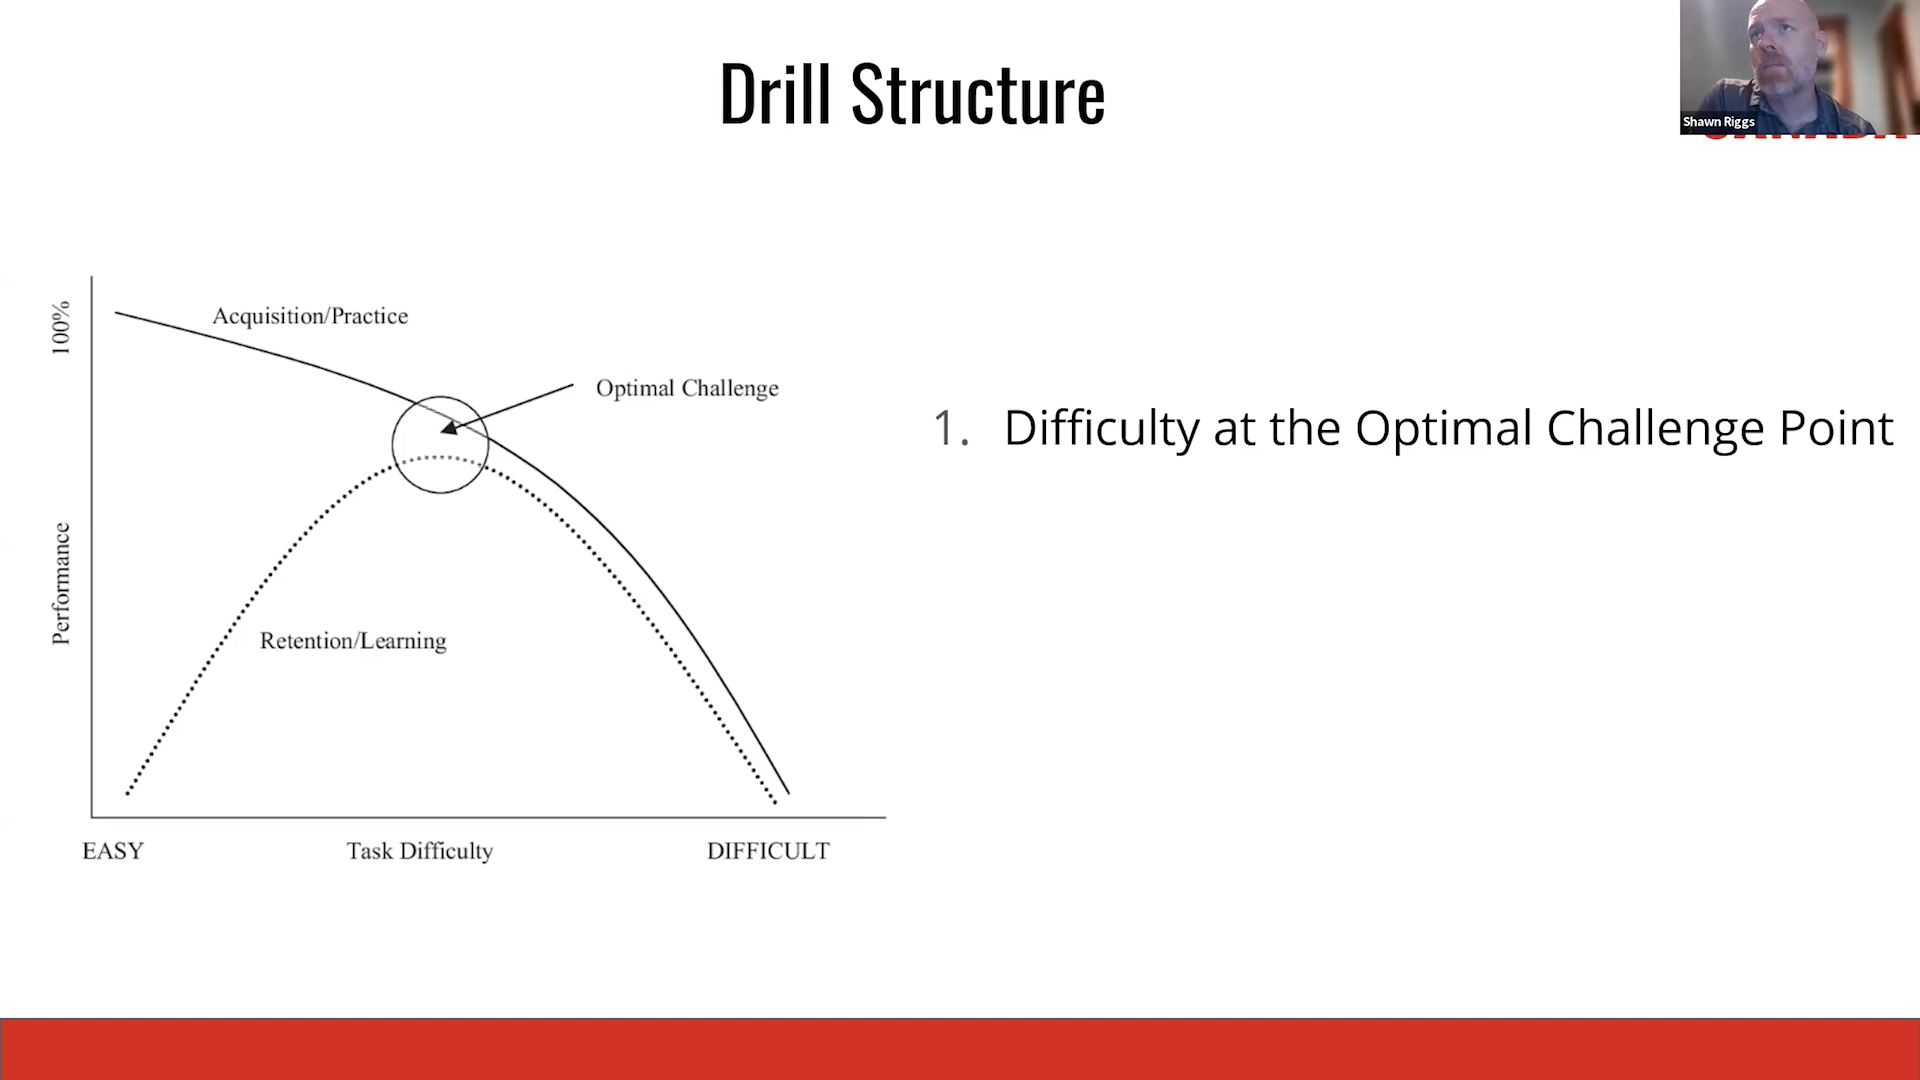 Drill Structure
Shawn Riggs
100%
Acquisition/Practice
Optimal Challenge
1. Difficulty at the Optimal Challenge Point
Performance
Retention/Learning
EASY
Task Difficulty
DIFFICULT